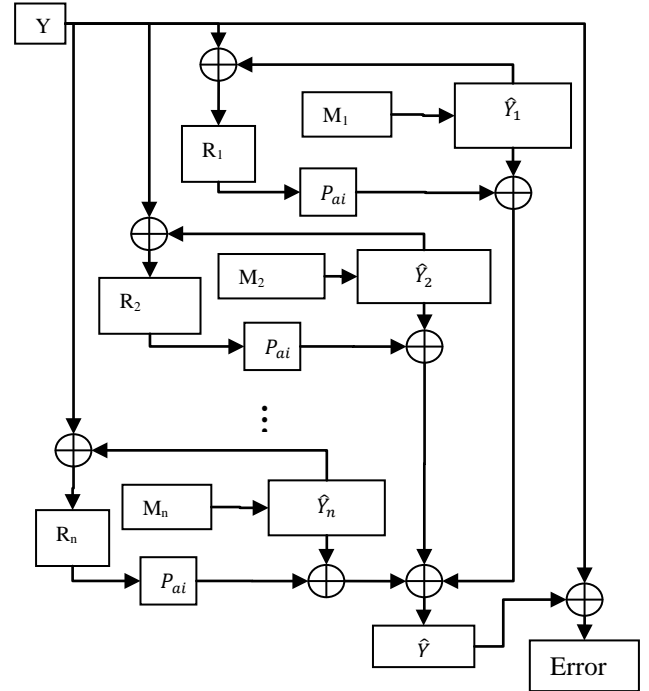 Y
M₁
Ŷ₁
R₁
Pₐᵢ
M₂
Ŷ₂
R₂
Pₐᵢ
⋮
Mₙ
Ŷₙ
Rₙ
Pₐᵢ
Ŷ
Error